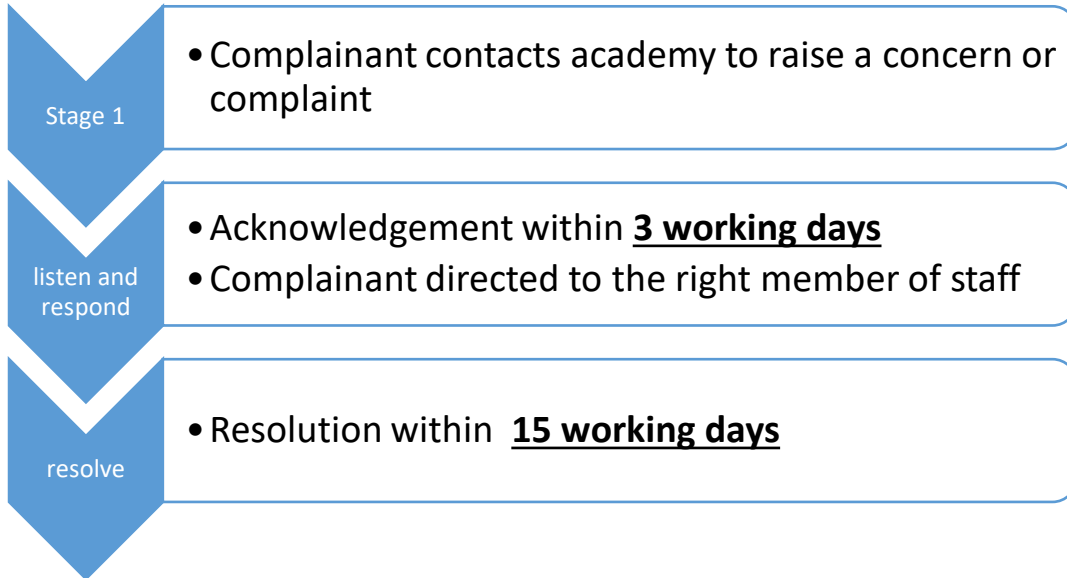 Stage 1
• Complainant contacts academy to raise a concern or
complaint
listen and
respond
• Acknowledgement within 3 working days
• Complainant directed to the right member of staff
resolve
• Resolution within  15 working days